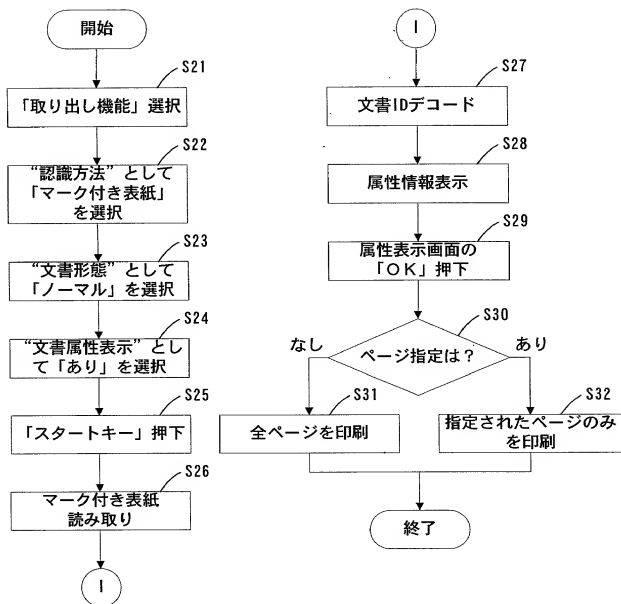 開始
S21
「取り出し機能」選択
S22
“認識方法”として
「マーク付き表紙」
を選択
S23
“文書形態”として
「ノーマル」を選択
S24
“文書属性表示”とし
て「あり」を選択
S25
「スタートキー」押下
S26
マーク付き表紙
読み取り
I
I
S27
文書IDデコード
S28
属性情報表示
S29
属性表示画面の
「OK」押下
S30
ページ指定は？
なし
あり
S31
全ページを印刷
S32
指定されたページのみ
を印刷
終了